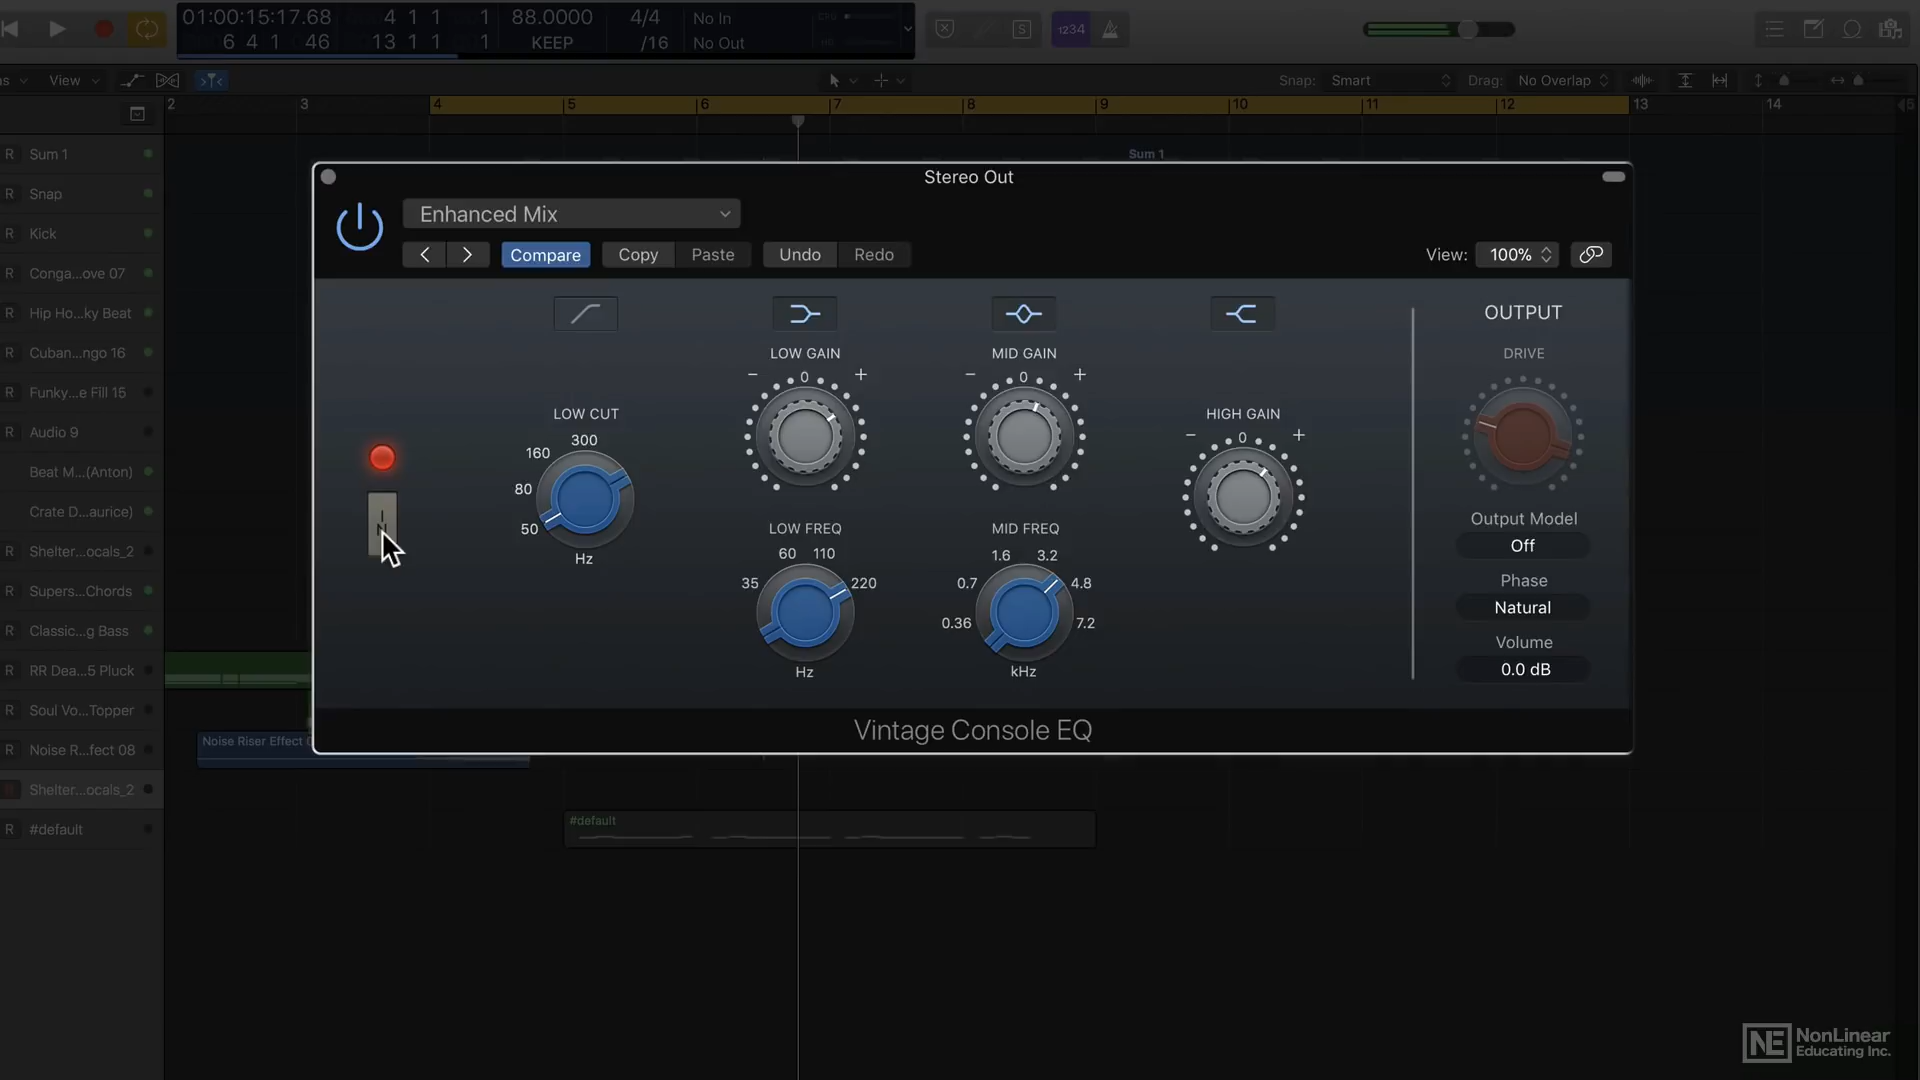 01:00:15:17.68 4 1 1 1 88.0000 4/4 No In
6 4 1 46 13 1 1 1 KEEP /16 No Out
S 1234
View Snap: Smart Drag: No Overlap
2 3 4 5 6 7 8 9 10 11 12 13 14
R Sum 1
Sum 1
R Snap
R Kick
R Conga...ove 07
R Hip Ho...ky Beat
R Cuban...ngo 16
R Funky...e Fill 15
R Audio 9
Beat M...(Anton)
Crate D...aurice)
R Shelter...ocals_2
R Supers...Chords
R Classic...g Bass
R RR Dea...5 Pluck
R Soul Vo...Topper
R Noise R...fect 08
Shelter...ocals_2
R #default
Noise Riser Effect
#default
Stereo Out
Enhanced Mix
Compare Copy Paste Undo Redo View: 100%
OUTPUT
LOW GAIN MID GAIN DRIVE
− 0 + − 0 +
LOW CUT HIGH GAIN
300 − 0 +
160
80
50
Hz
LOW FREQ MID FREQ
60 110 1.6 3.2
35 220 0.7 4.8
0.36 7.2
Hz kHz
Output Model
Off
Phase
Natural
Volume
0.0 dB
Vintage Console EQ
NE NonLinear
Educating Inc.